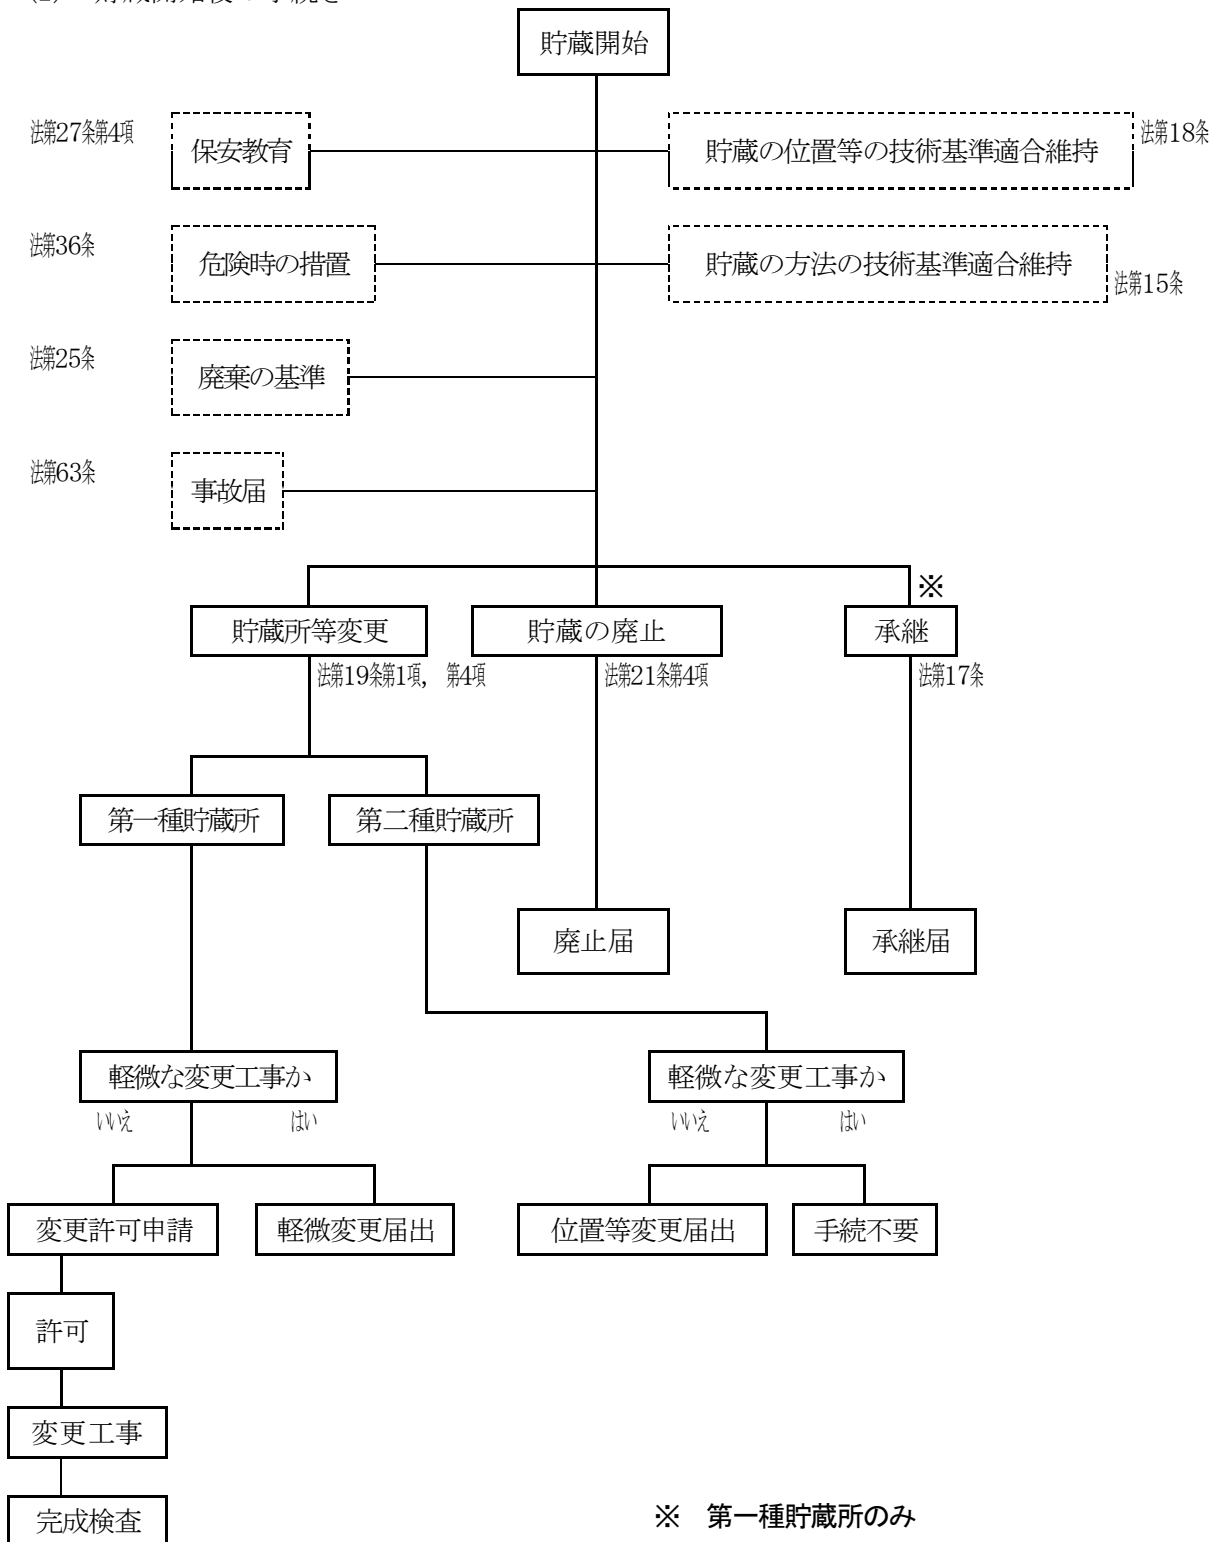 貯蔵開始
法第27条第4項
保安教育
貯蔵の位置等の技術基準適合維持
法第18条
法第36条
危険時の措置
貯蔵の方法の技術基準適合維持
法第15条
法第25条
廃棄の基準
法第63条
事故届
※
貯蔵所等変更
貯蔵の廃止
承継
法第19条第1項, 第4項
法第21条第4項
法第17条
第一種貯蔵所
第二種貯蔵所
廃止届
承継届
軽微な変更工事か
軽微な変更工事か
いいえ
はい
いいえ
はい
変更許可申請
軽微変更届出
位置等変更届出
手続不要
許可
変更工事
完成検査
※ 第一種貯蔵所のみ